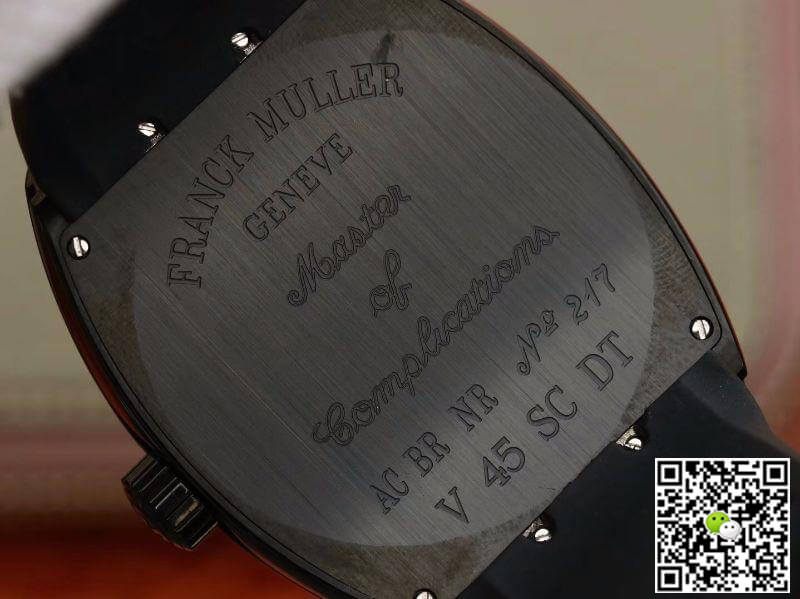 FRANCK MULLER
GENEVE
Master
of
Complications
AC BR NR Nº 217
V 45 SC DT